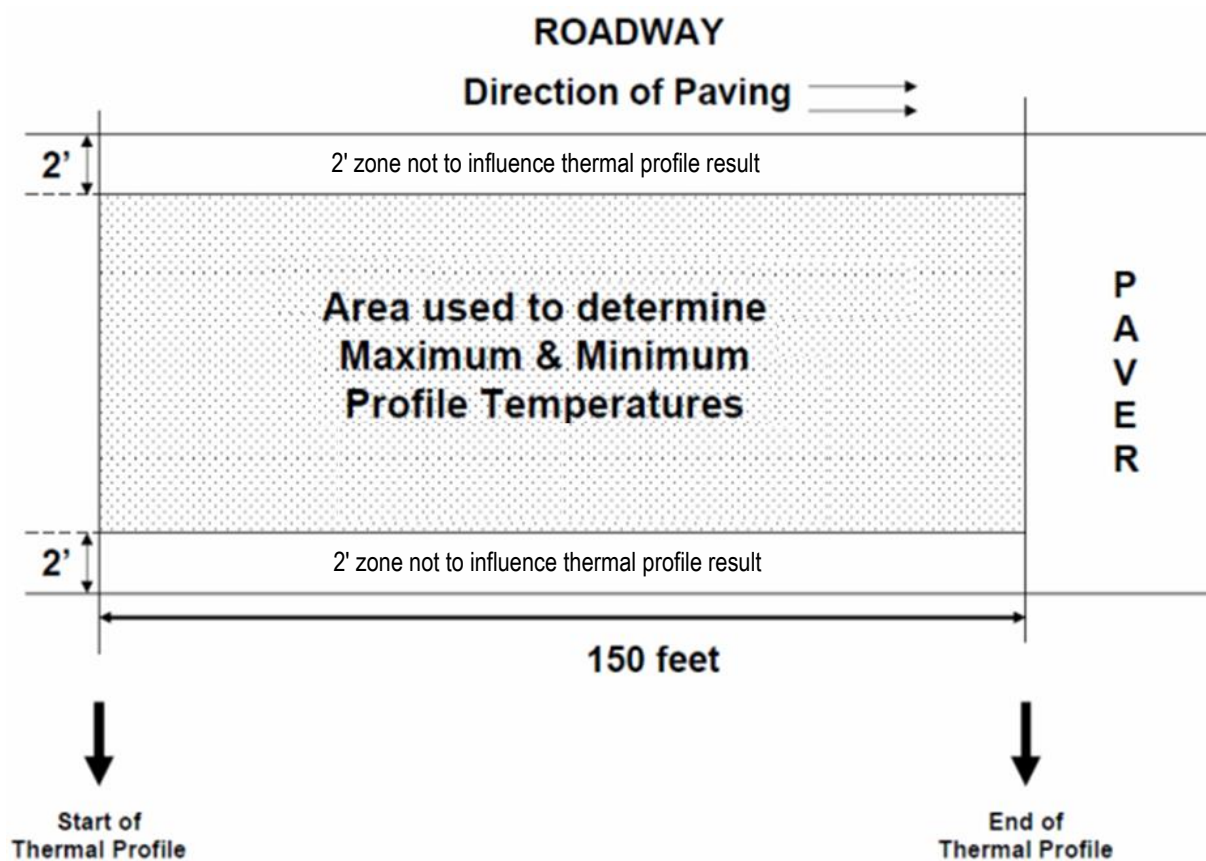 ROADWAY
Direction of Paving
2’
2' zone not to influence thermal profile result
Area used to determine
Maximum & Minimum
Profile Temperatures
P
A
V
E
R
2’
2' zone not to influence thermal profile result
150 feet
Start of
Thermal Profile
End of
Thermal Profile